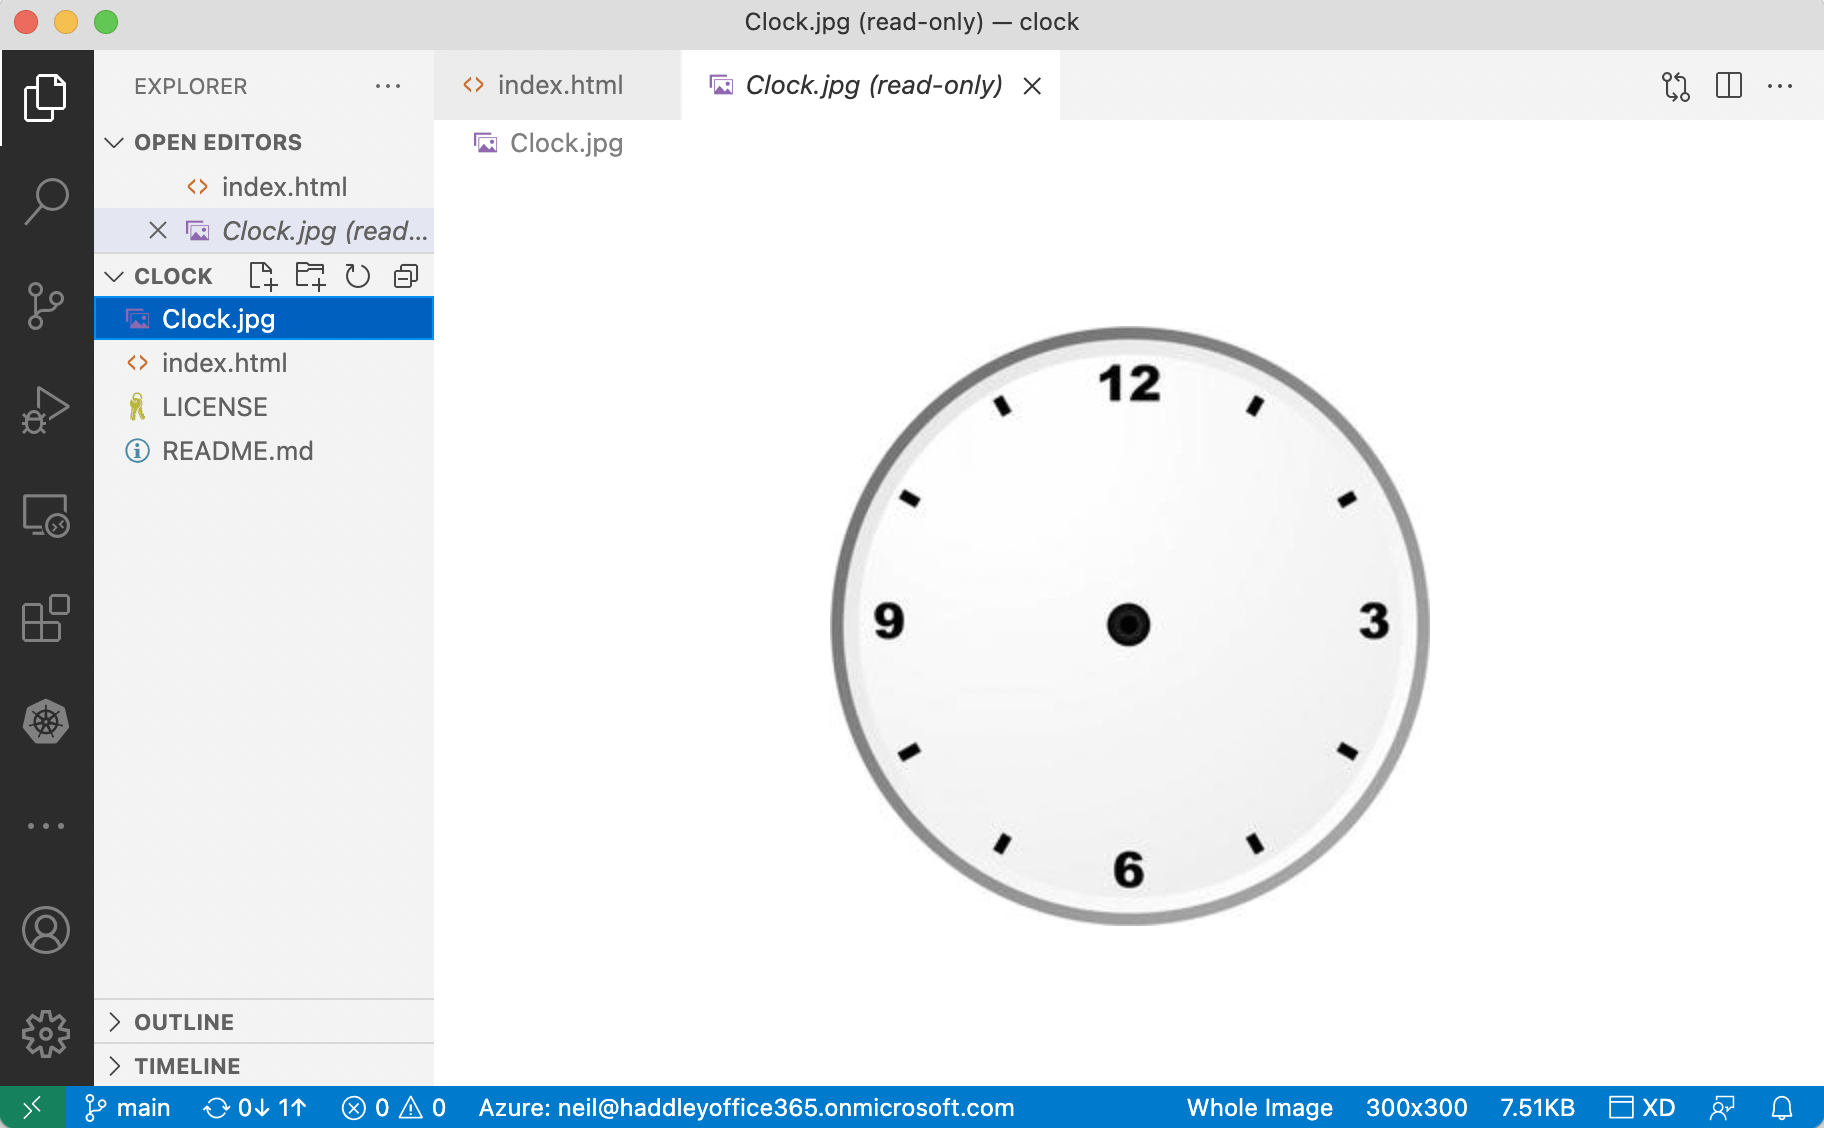 Clock.jpg (read-only) — clock
EXPLORER
index.html
Clock.jpg (read-only)
OPEN EDITORS
Clock.jpg
index.html
Clock.jpg (read...
CLOCK
Clock.jpg
index.html
LICENSE
README.md
12
9
3
6
OUTLINE
TIMELINE
main 0↓ 1↑ 0 0 Azure: neil@haddleyoffice365.onmicrosoft.com Whole Image 300x300 7.51KB XD